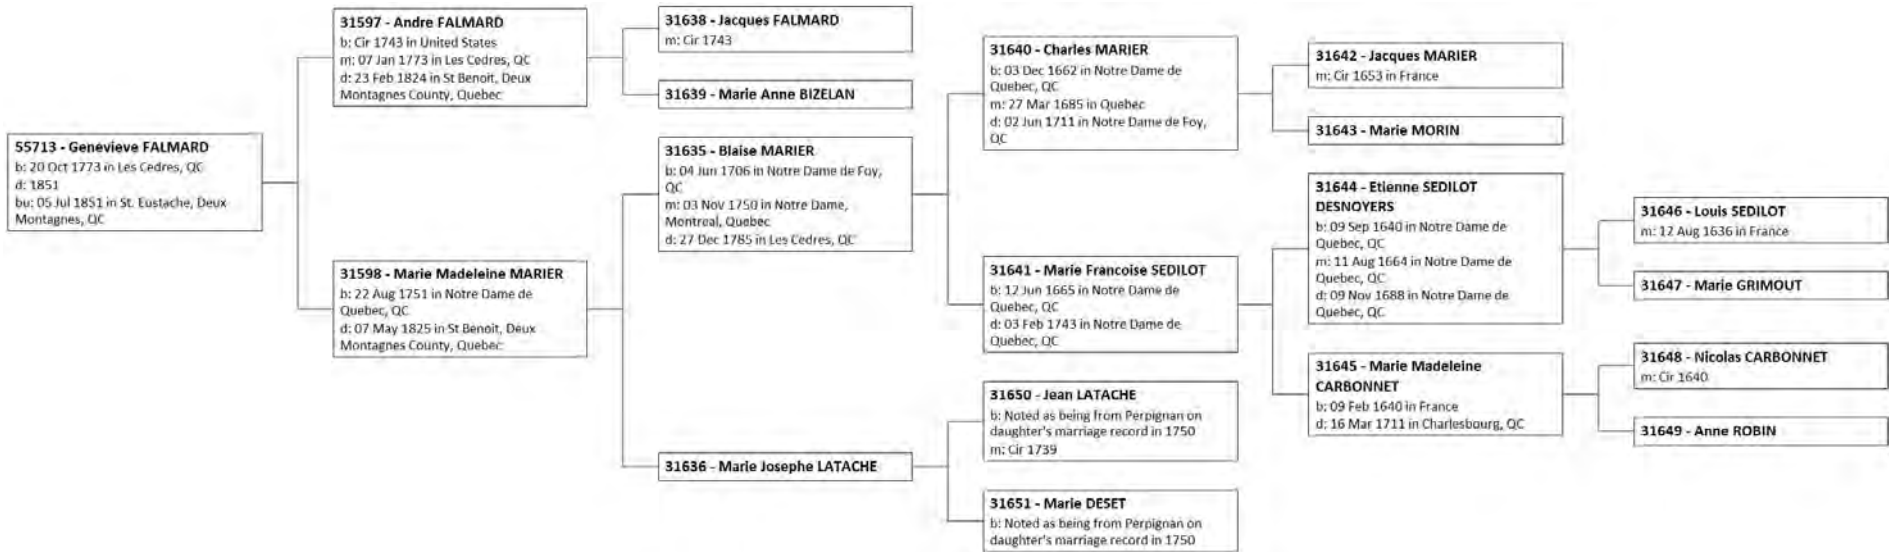 55713 - Genevieve FALMARD
b: 20 Oct 1773 in Les Cedres, QC
d: 1851
bu: 05 Jul 1851 in St. Eustache, Deux
Montagnes, QC
31597 - Andre FALMARD
b: Cir 1743 in United States
m: 07 Jan 1773 in Les Cedres, QC
d: 23 Feb 1824 in St Benoit, Deux
Montagnes County, Quebec
31598 - Marie Madeleine MARIER
b: 22 Aug 1751 in Notre Dame de
Quebec, QC
d: 07 May 1825 in St Benoit, Deux
Montagnes County, Quebec
31638 - Jacques FALMARD
m: Cir 1743
31639 - Marie Anne BIZELAN
31635 - Blaise MARIER
b: 04 Jun 1706 in Notre Dame de Foy,
QC
m: 03 Nov 1750 in Notre Dame,
Montreal, Quebec
d: 27 Dec 1785 in Les Cedres, QC
31636 - Marie Josephe LATACHE
31640 - Charles MARIER
b: 03 Dec 1662 in Notre Dame de
Quebec, QC
m: 27 Mar 1685 in Quebec
d: 02 Jun 1711 in Notre Dame de Foy,
QC
31641 - Marie Francoise SEDILOT
b: 12 Jun 1665 in Notre Dame de
Quebec, QC
d: 03 Feb 1743 in Notre Dame de
Quebec, QC
31650 - Jean LATACHE
b: Noted as being from Perpignan on
daughter's marriage record in 1750
m: Cir 1739
31651 - Marie DESET
b: Noted as being from Perpignan on
daughter's marriage record in 1750
31642 - Jacques MARIER
m: Cir 1653 in France
31643 - Marie MORIN
31644 - Etienne SEDILOT
DESNOYERS
b: 09 Sep 1640 in Notre Dame de
Quebec, QC
m: 11 Aug 1664 in Notre Dame de
Quebec, QC
d: 09 Nov 1688 in Notre Dame de
Quebec, QC
31645 - Marie Madeleine
CARBONNET
b: 09 Feb 1640 in France
d: 16 Mar 1711 in Charlesbourg, QC
31646 - Louis SEDILOT
m: 12 Aug 1636 in France
31647 - Marie GRIMOUT
31648 - Nicolas CARBONNET
m: Cir 1640
31649 - Anne ROBIN